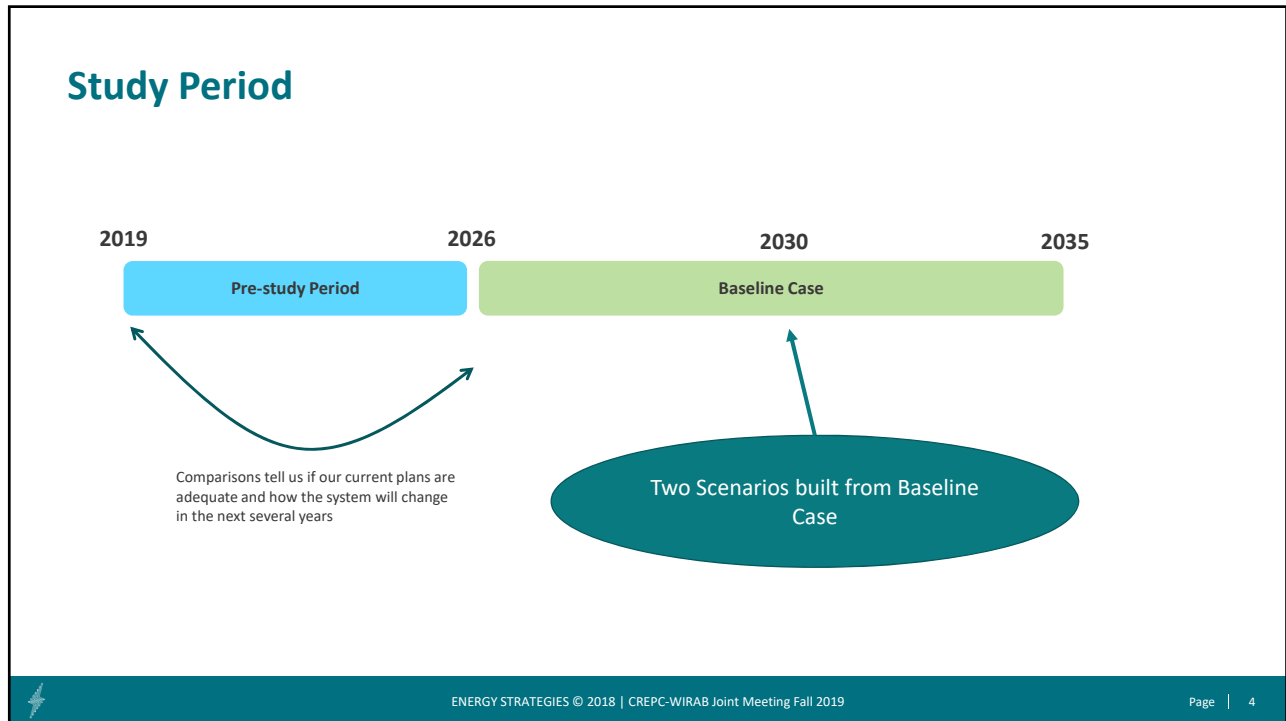 Study Period
2019
2026
2030
2035
Pre-study Period
Baseline Case
Comparisons tell us if our current plans are
adequate and how the system will change
in the next several years
Two Scenarios built from Baseline
Case
ENERGY STRATEGIES © 2018 | CREPC-WIRAB Joint Meeting Fall 2019
Page | 4